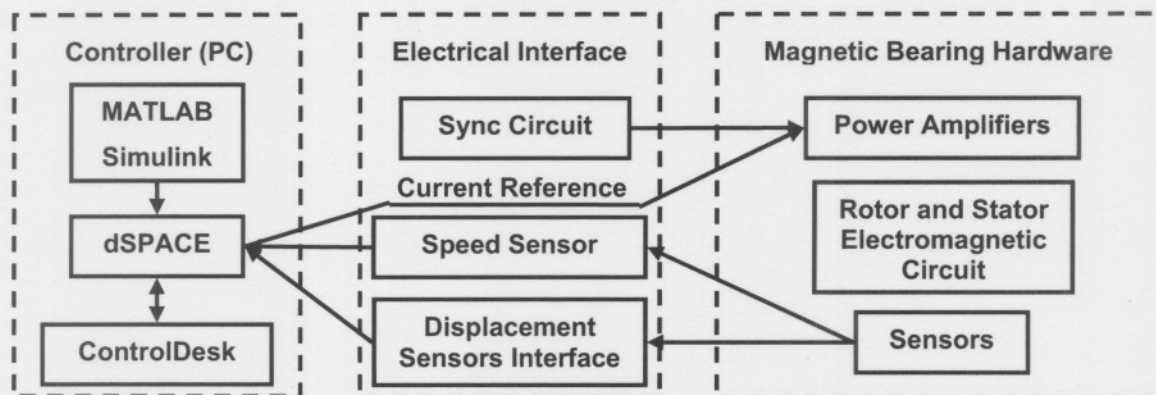 Controller (PC)
MATLAB
Simulink
dSPACE
ControlDesk
Electrical Interface
Sync Circuit
Current Reference
Speed Sensor
Displacement
Sensors Interface
Magnetic Bearing Hardware
Power Amplifiers
Rotor and Stator
Electromagnetic
Circuit
Sensors